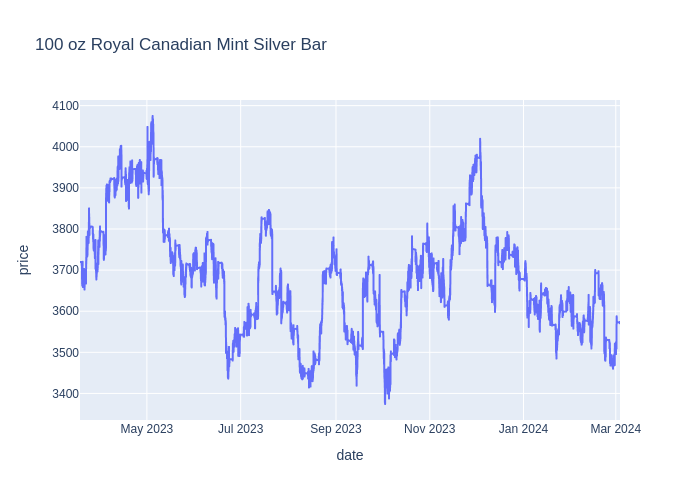 100 oz Royal Canadian Mint Silver Bar
4100
4000
3900
3800
3700
3600
3500
3400
price
May 2023 Jul 2023 Sep 2023 Nov 2023 Jan 2024 Mar 2024
date